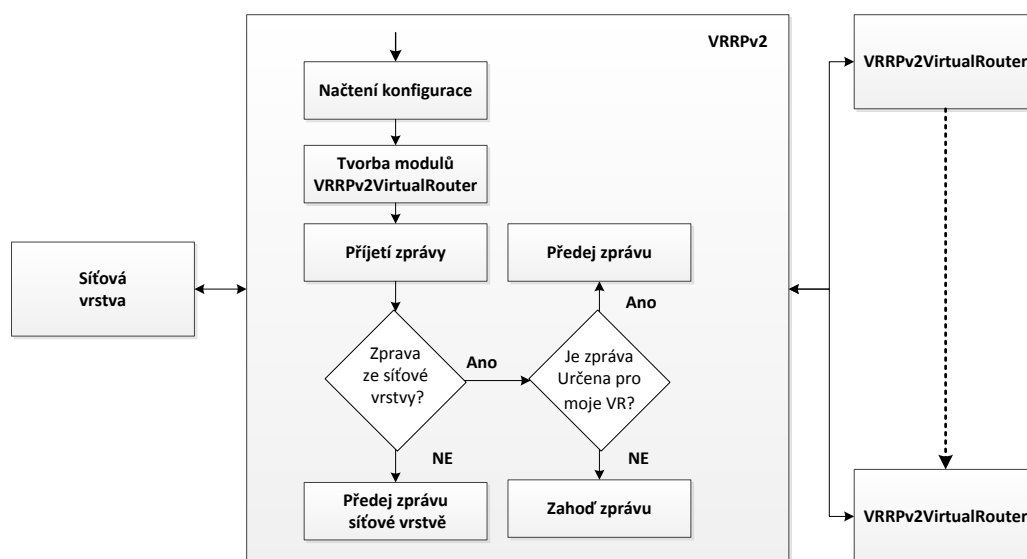 VRRPv2
Načtení konfigurace
Tvorba modulů
VRRPv2VirtualRouter
Příjetí zprávy
Předej zprávu
Síťová
vrstva
Ano
Zprava
ze síťové
vrstvy?
Ano
Je zpráva
Určena pro
moje VR?
NE
NE
Předej zprávu
síťové vrstvě
Zahoď zprávu
VRRPv2VirtualRouter
VRRPv2VirtualRouter